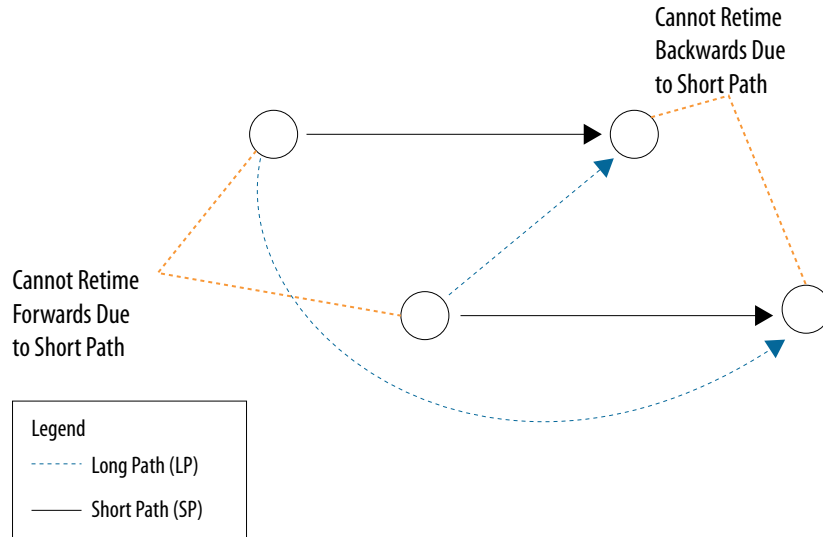 Cannot Retime
Backwards Due
to Short Path
Cannot Retime
Forwards Due
to Short Path
Legend
Long Path (LP)
Short Path (SP)